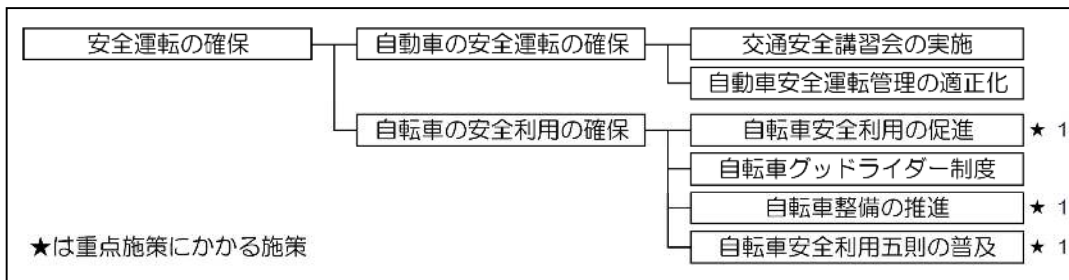 安全運転の確保
自動車の安全運転の確保
交通安全講習会の実施
自動車安全運転管理の適正化
自転車の安全利用の確保
自転車安全利用の促進 ★ 1
自転車グッドライダー制度
自転車整備の推進 ★ 1
自転車安全利用五則の普及 ★ 1
★は重点施策にかかる施策